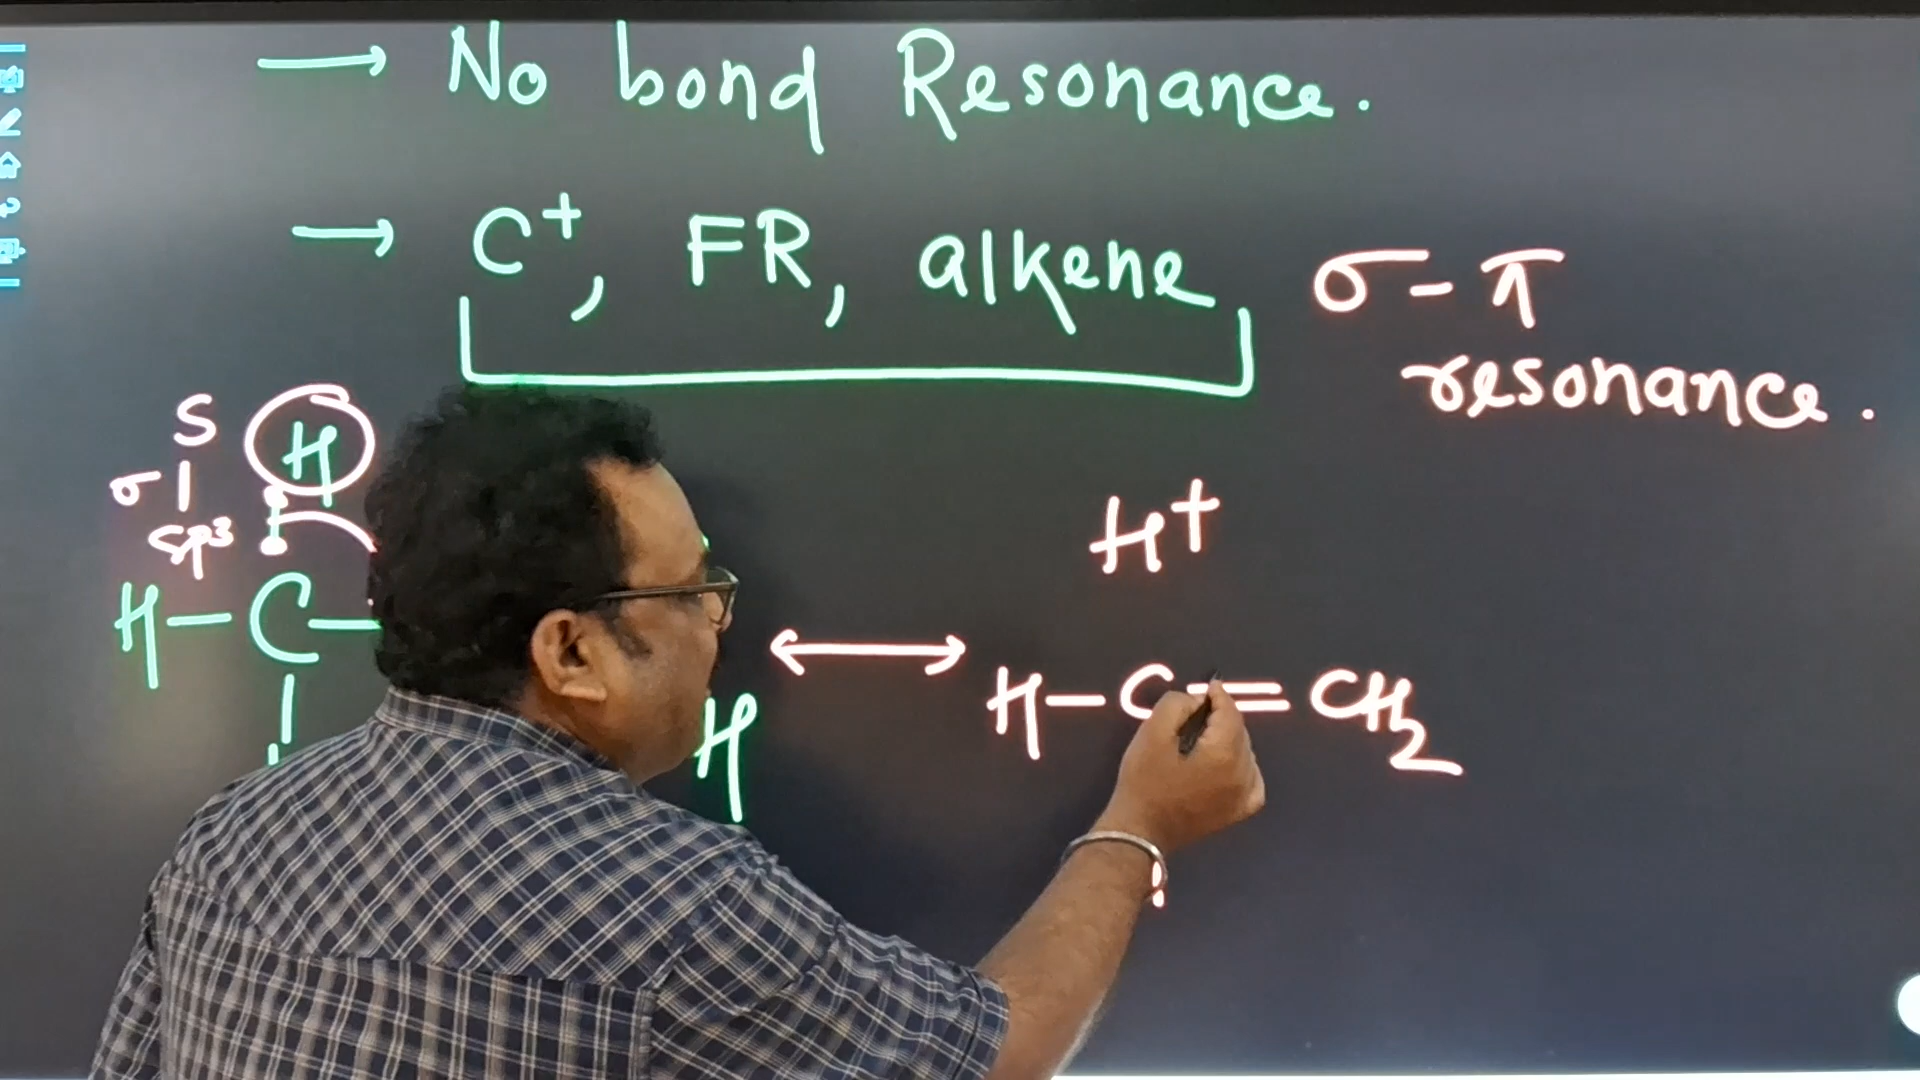 → No bond Resonance.
→ C⁺, FR, alkene
σ - π
resonance.
S
H
σ
sp³
H - C -
H
↔
H⁺
H - C = CH₂